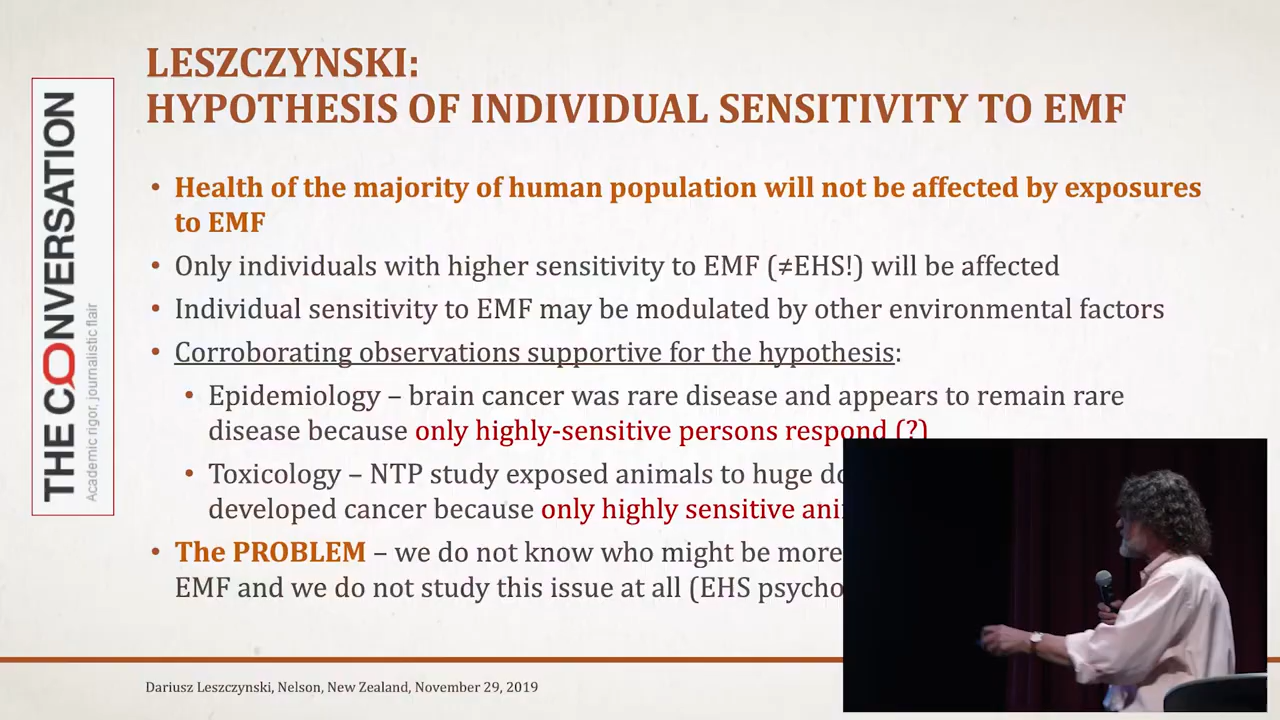 LESZCZYNSKI:
HYPOTHESIS OF INDIVIDUAL SENSITIVITY TO EMF
THE CONVERSATION
Academic rigor, journalistic flair
• Health of the majority of human population will not be affected by exposures
to EMF
• Only individuals with higher sensitivity to EMF (≠EHS!) will be affected
• Individual sensitivity to EMF may be modulated by other environmental factors
• Corroborating observations supportive for the hypothesis:
• Epidemiology – brain cancer was rare disease and appears to remain rare
disease because only highly-sensitive persons respond (?)
• Toxicology – NTP study exposed animals to huge
developed cancer because only highly sensitive
• The PROBLEM – we do not know who might be more
EMF and we do not study this issue at all (EHS
Dariusz Leszczynski, Nelson, New Zealand, November 29, 2019